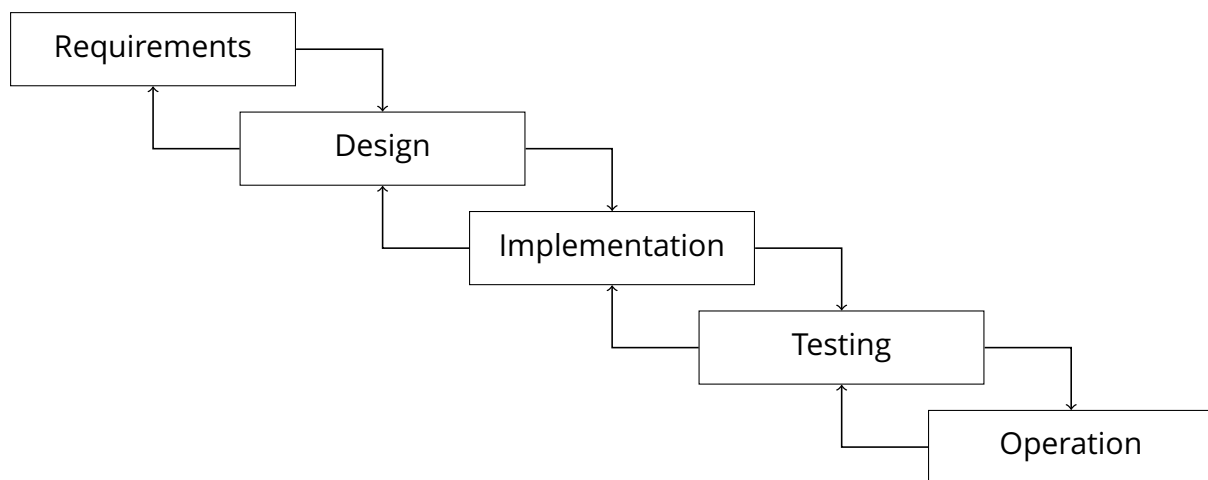 Requirements
Design
Implementation
Testing
Operation